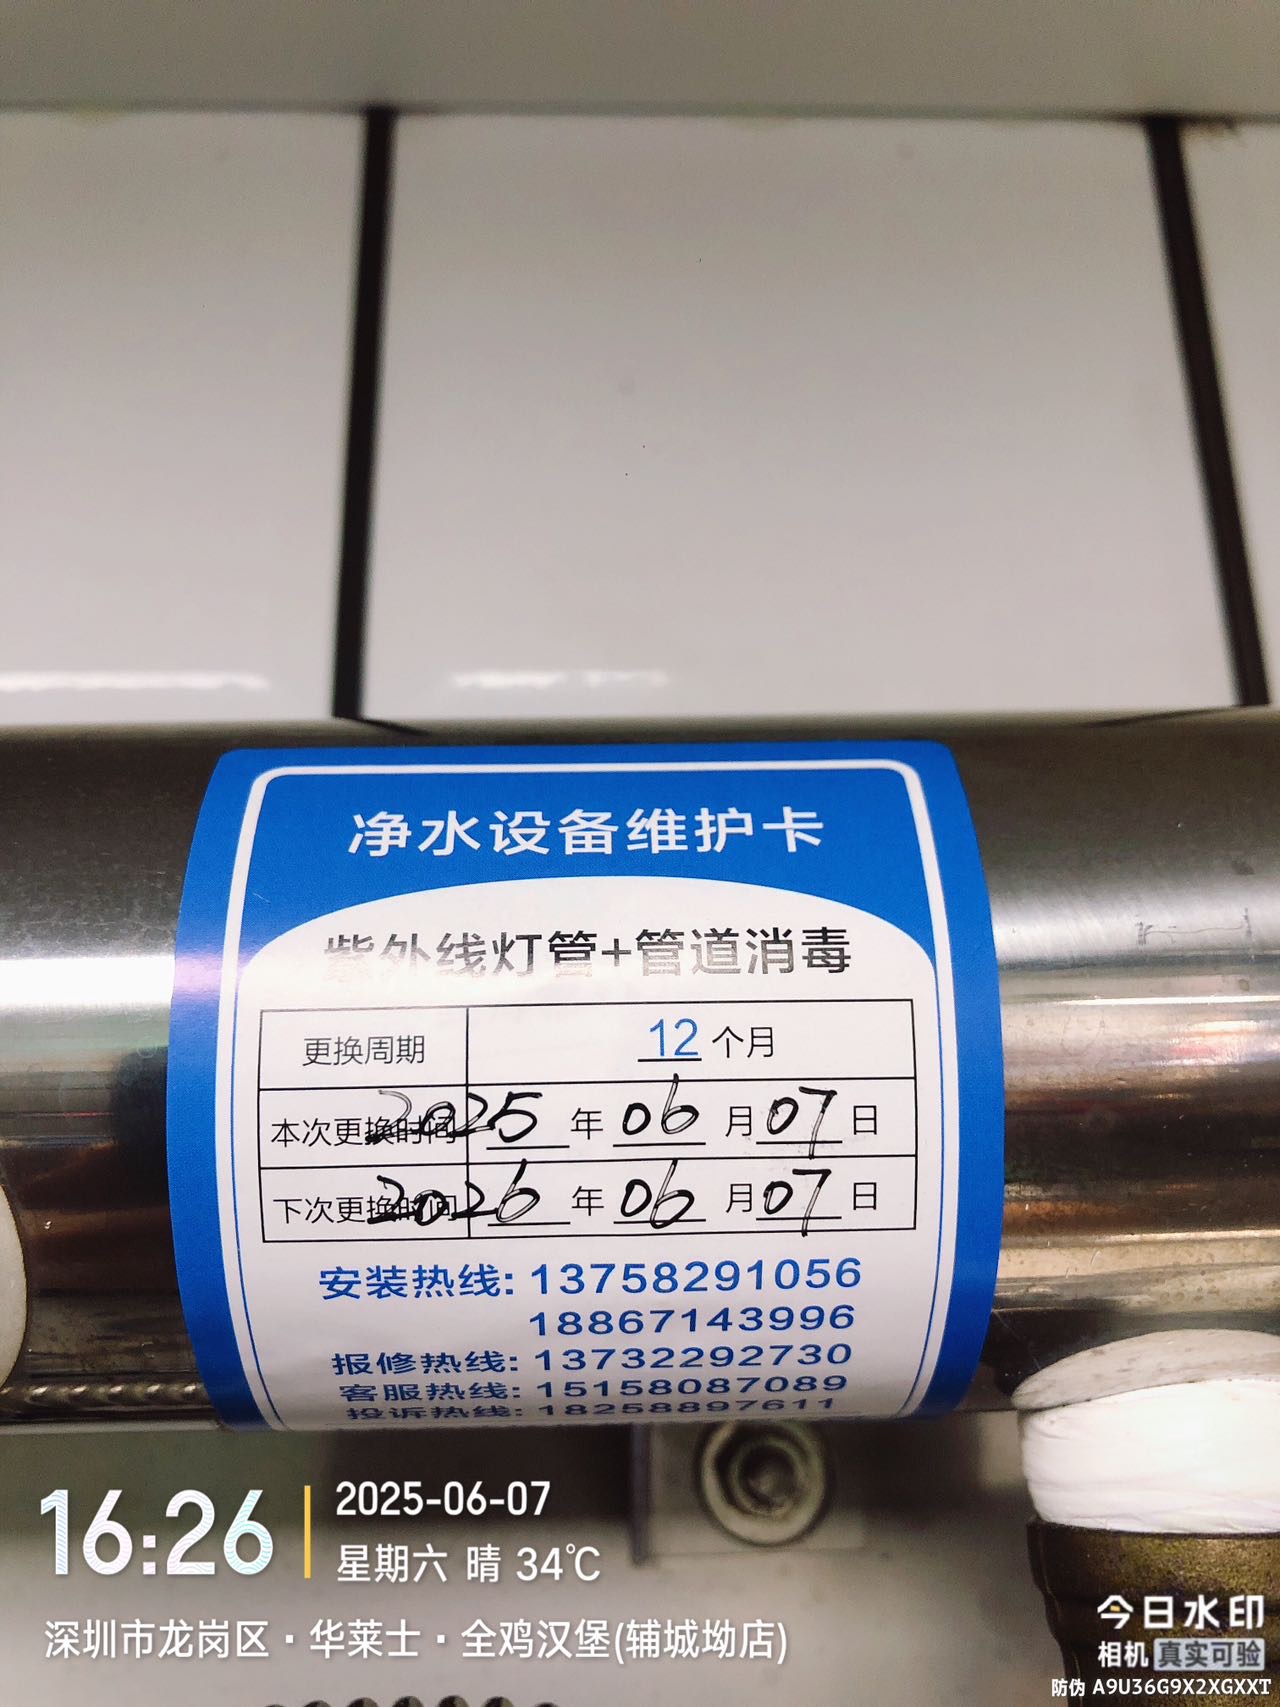 净水设备维护卡
紫外线灯管+管道消毒
更换周期 12 个月
本次更换时间 2025 年 06 月 07 日
下次更换时间 2026 年 06 月 07 日
安装热线: 13758291056
18867143996
报修热线: 13732292730
客服热线: 15158087089
投诉热线: 18258897611
16:26
2025-06-07
星期六 晴 34℃
深圳市龙岗区·华莱士·全鸡汉堡(辅城坳店)
今日水印
相机 真实可验
防伪 A9U36G9X2XGXXT